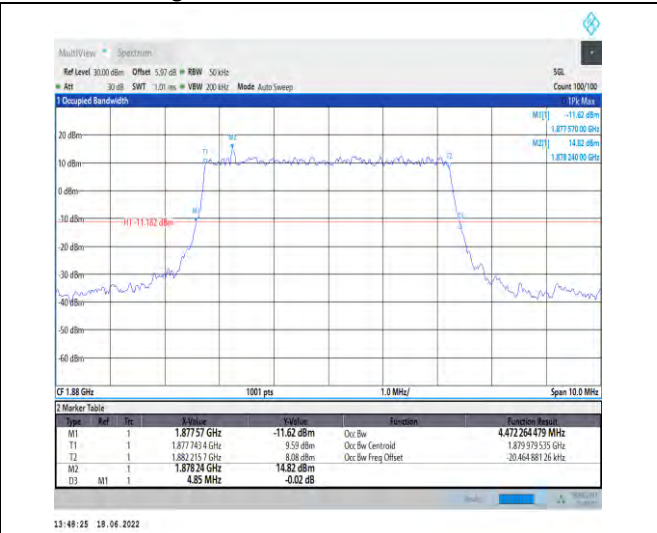 MultiView Spectrum
Ref Level 30.00 dBm Offset 5.97 dB RBW 50 kHz SGL
Att 30 dB SWT 1.01 ms VBW 200 kHz Mode Auto Sweep Count 100/100
1 Occupied Bandwidth 1Pk Max
M1[1] -11.62 dBm
1.877 570 00 GHz
M2[1] 14.82 dBm
1.878 240 00 GHz
20 dBm
M2
T1
T2
10 dBm
0 dBm
M1
-10 dBm
H1 -11.182 dBm
D3
-20 dBm
-30 dBm
-40 dBm
-50 dBm
-60 dBm
CF 1.88 GHz 1001 pts 1.0 MHz/ Span 10.0 MHz
2 Marker Table
Type Ref Trc X-Value Y-Value Function Function Result
M1 1 1.87757 GHz -11.62 dBm Occ Bw 4.472 264 479 MHz
T1 1 1.877 743 4 GHz 9.59 dBm Occ Bw Centroid 1.879 979 535 GHz
T2 1 1.882 215 7 GHz 8.08 dBm Occ Bw Freq Offset -20.464 881 26 kHz
M2 1 1.87824 GHz 14.82 dBm
D3 M1 1 4.85 MHz -0.02 dB
13:48:25 18.06.2022